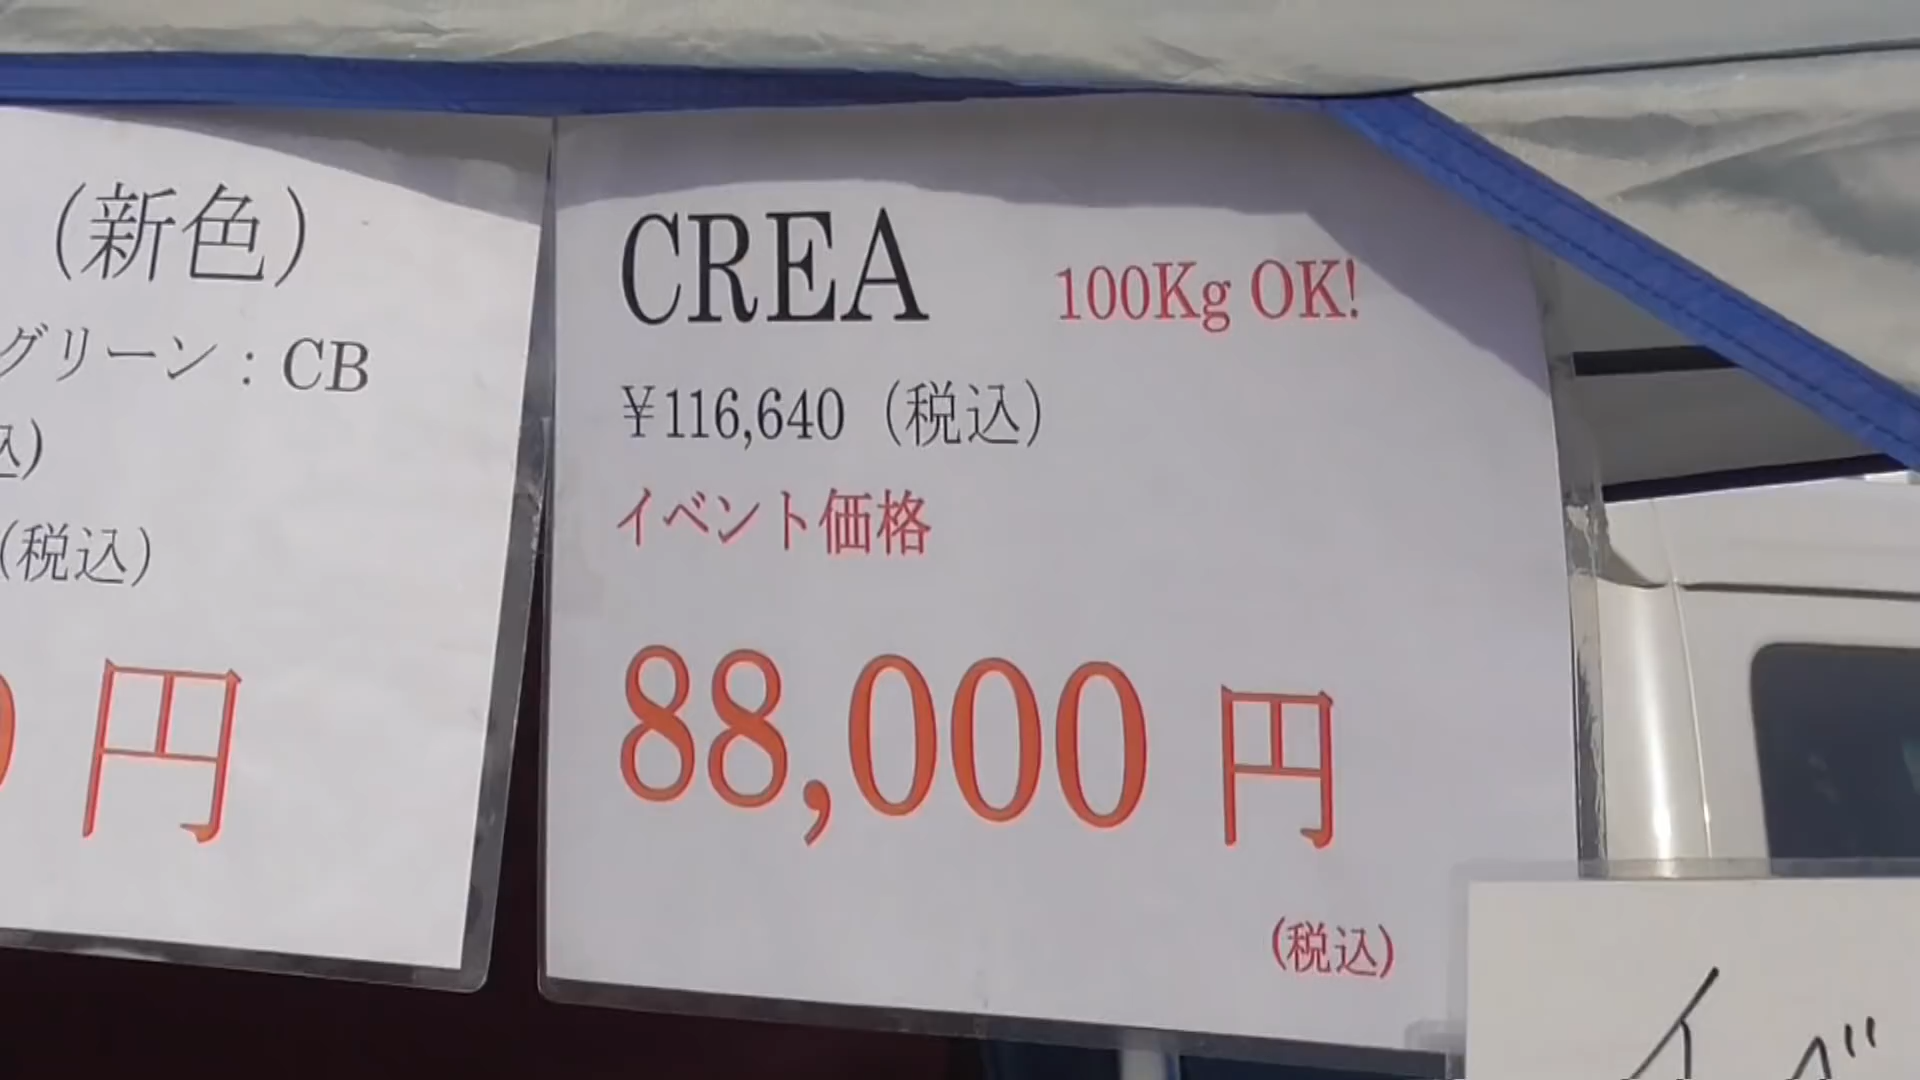 (新色)
グリーン：CB
込)
(税込)
円
CREA 100Kg OK!
¥116,640 (税込)
イベント価格
88,000 円
(税込)